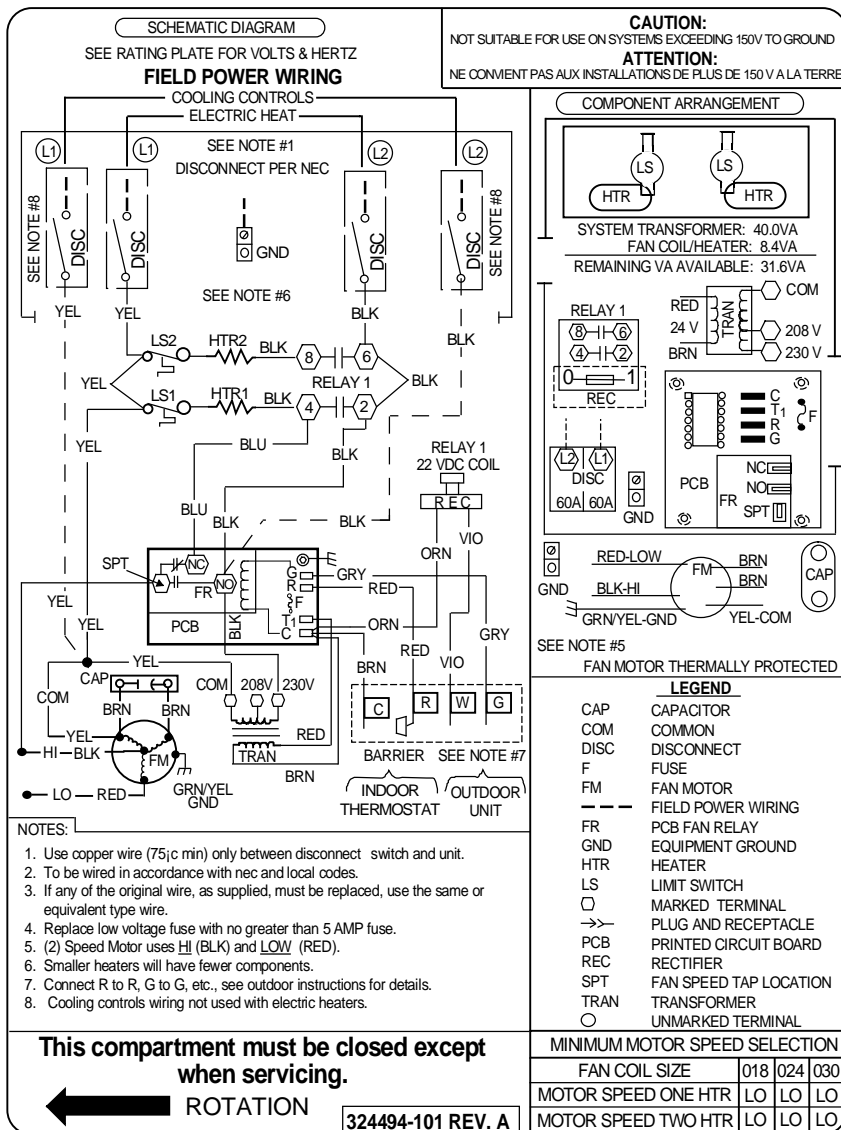 SCHEMATIC DIAGRAM
SEE RATING PLATE FOR VOLTS & HERTZ
FIELD POWER WIRING
COOLING CONTROLS
ELECTRIC HEAT
SEE NOTE #1
DISCONNECT PER NEC
L1
L1
L2
L2
SEE NOTE #8
DISC
DISC
GND
DISC
DISC
SEE NOTE #8
SEE NOTE #6
YEL
YEL
BLK
BLK
LS2
HTR2
BLK
8
6
YEL
RELAY 1
BLK
LS1
HTR1
BLK
4
2
YEL
BLU
BLK
RELAY 1
22 VDC COIL
REC
BLU
BLK
BLK
ORN
VIO
SPT
NC
FR
NO
G
R
F
T1
C
GRY
RED
PCB
BLK
ORN
YEL
YEL
RED
GRY
BRN
VIO
YEL
CAP
COM
208V
230V
COM
BRN
BRN
C
R
W
G
YEL
RED
HI
BLK
FM
TRAN
BRN
BARRIER
SEE NOTE #7
LO
RED
GRN/YEL
GND
INDOOR
THERMOSTAT
OUTDOOR
UNIT
NOTES:
1. Use copper wire (75¡c min) only between disconnect switch and unit.
2. To be wired in accordance with nec and local codes.
3. If any of the original wire, as supplied, must be replaced, use the same or
equivalent type wire.
4. Replace low voltage fuse with no greater than 5 AMP fuse.
5. (2) Speed Motor uses HI (BLK) and LOW (RED).
6. Smaller heaters will have fewer components.
7. Connect R to R, G to G, etc., see outdoor instructions for details.
8. Cooling controls wiring not used with electric heaters.
This compartment must be closed except
when servicing.
ROTATION
324494-101 REV. A
CAUTION:
NOT SUITABLE FOR USE ON SYSTEMS EXCEEDING 150V TO GROUND
ATTENTION:
NE CONVIENT PAS AUX INSTALLATIONS DE PLUS DE 150 V A LA TERRE
COMPONENT ARRANGEMENT
LS
LS
HTR
HTR
SYSTEM TRANSFORMER: 40.0VA
FAN COIL/HEATER: 8.4VA
REMAINING VA AVAILABLE: 31.6VA
RELAY 1
8
6
4
2
0
1
REC
RED
24 V
BRN
TRAN
COM
208 V
230 V
L2
L1
DISC
60A
60A
GND
C
T1
R
G
F
PCB
FR
NC
NO
SPT
GND
RED-LOW
BLK-HI
GRN/YEL-GND
FM
BRN
BRN
YEL-COM
CAP
SEE NOTE #5
FAN MOTOR THERMALLY PROTECTED
LEGEND
CAP CAPACITOR
COM COMMON
DISC DISCONNECT
F FUSE
FM FAN MOTOR
FIELD POWER WIRING
FR PCB FAN RELAY
GND EQUIPMENT GROUND
HTR HEATER
LS LIMIT SWITCH
MARKED TERMINAL
PLUG AND RECEPTACLE
PCB PRINTED CIRCUIT BOARD
REC RECTIFIER
SPT FAN SPEED TAP LOCATION
TRAN TRANSFORMER
UNMARKED TERMINAL
MINIMUM MOTOR SPEED SELECTION
FAN COIL SIZE 018 024 030
MOTOR SPEED ONE HTR LO LO LO
MOTOR SPEED TWO HTR LO LO LO